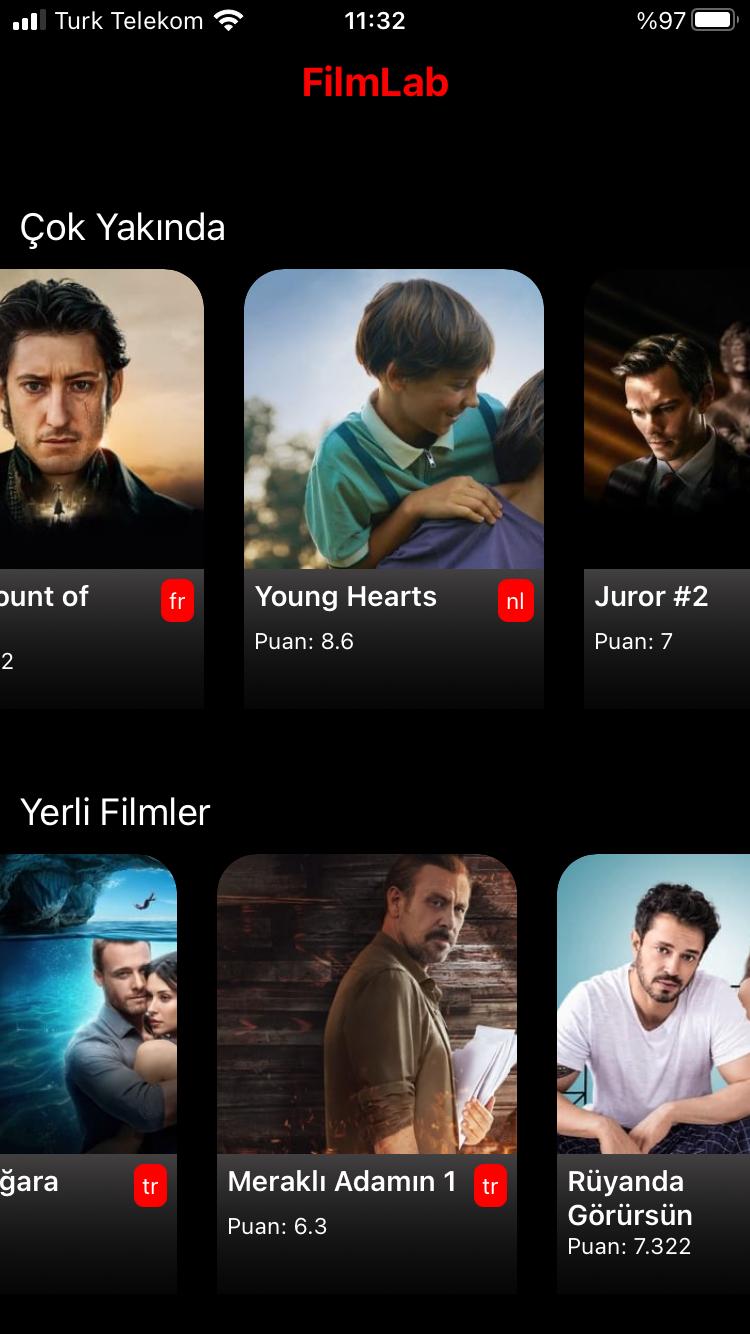 Turk Telekom 11:32 %97
FilmLab
Çok Yakında
ount of fr
2
Young Hearts nl
Puan: 8.6
Juror #2
Puan: 7
Yerli Filmler
ğara tr
Meraklı Adamın 1 tr
Puan: 6.3
Rüyanda
Görürsün
Puan: 7.322